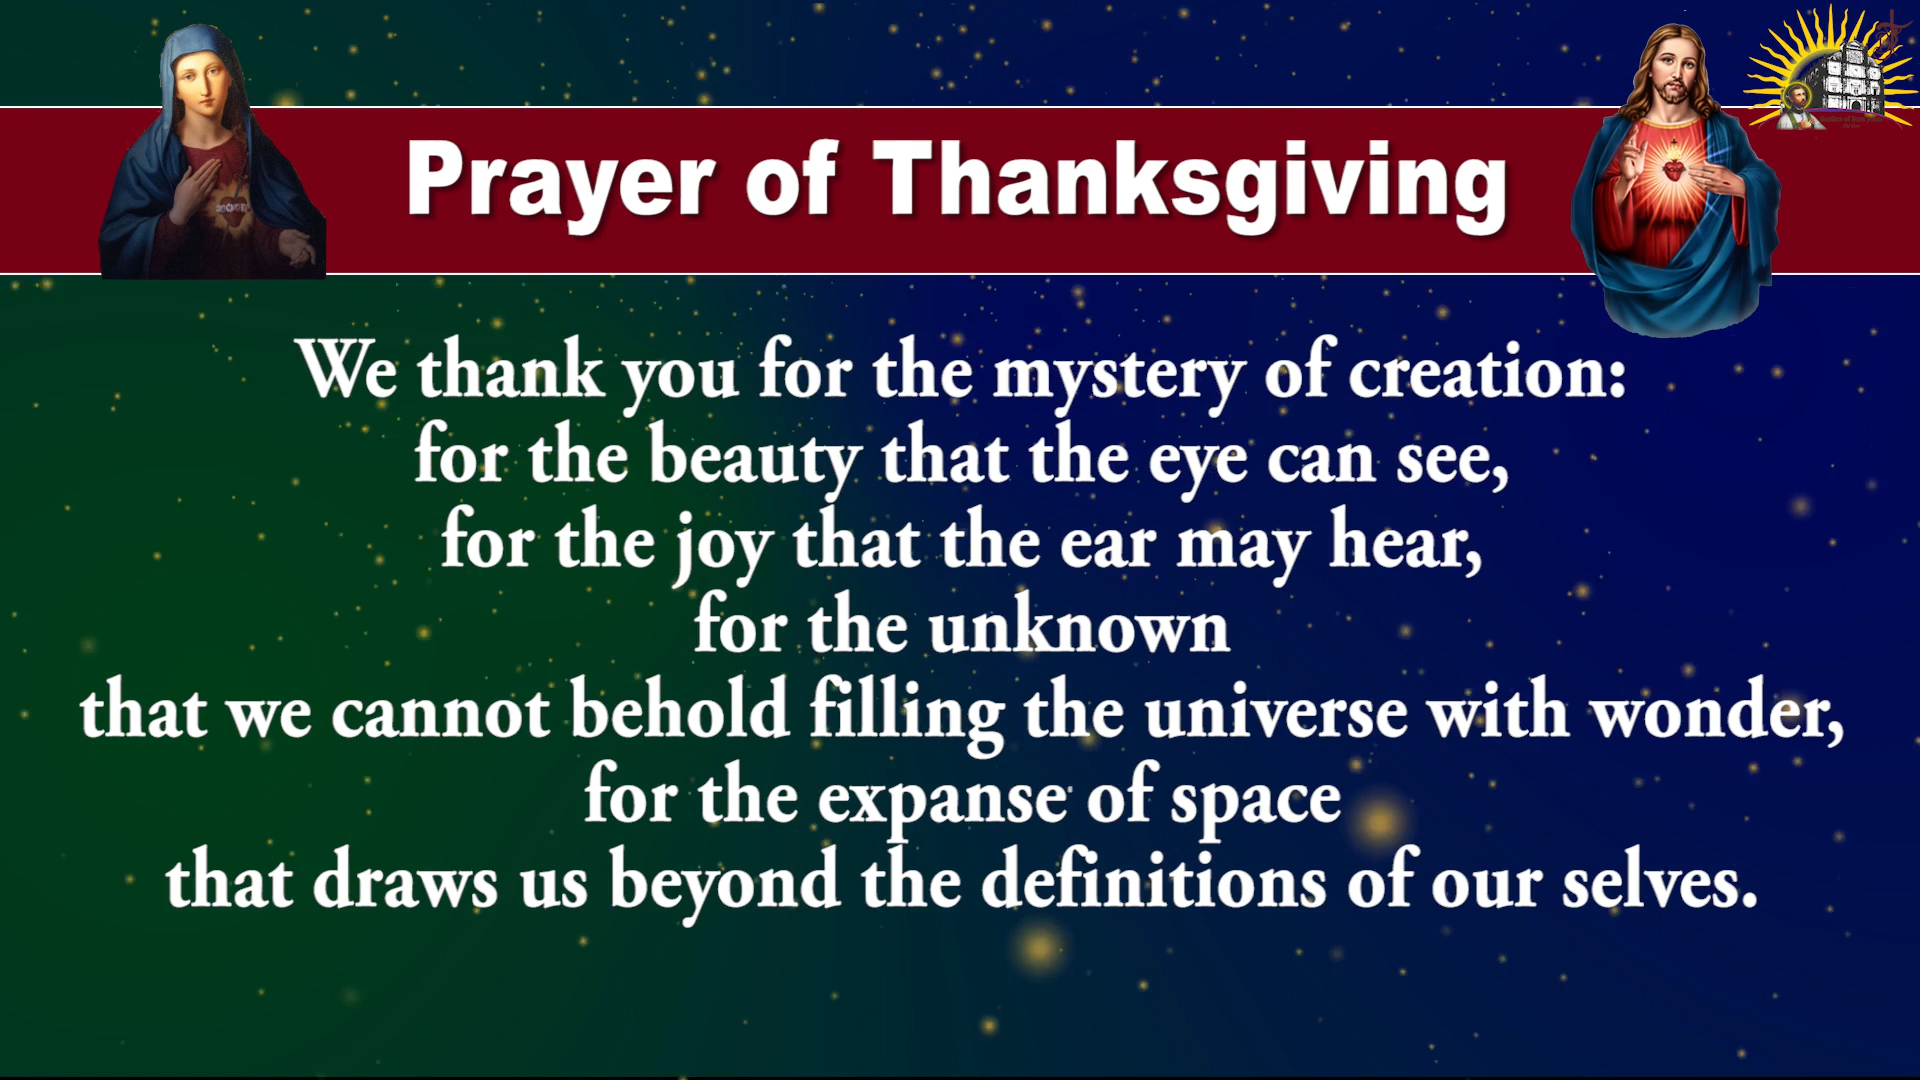 Prayer of Thanksgiving
We thank you for the mystery of creation:
for the beauty that the eye can see,
for the joy that the ear may hear,
for the unknown
that we cannot behold filling the universe with wonder,
for the expanse of space
that draws us beyond the definitions of our selves.